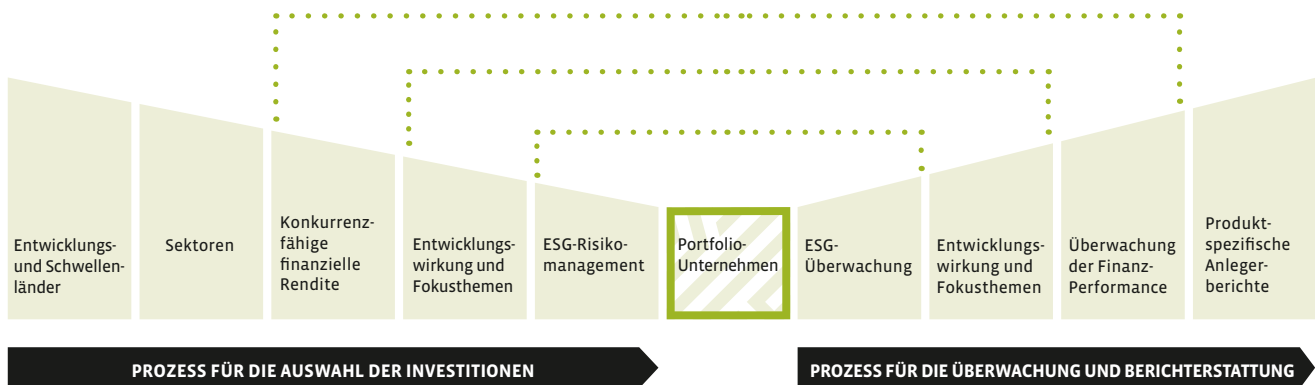 Entwicklungs-
und Schwellen-
länder
Sektoren
Konkurrenz-
fähige
finanzielle
Rendite
Entwicklungs-
wirkung und
Fokusthemen
ESG-Risiko-
management
Portfolio-
Unternehmen
ESG-
Überwachung
Entwicklungs-
wirkung und
Fokusthemen
Überwachung
der Finanz-
Performance
Produkt-
spezifische
Anleger-
berichte
PROZESS FÜR DIE AUSWAHL DER INVESTITIONEN
PROZESS FÜR DIE ÜBERWACHUNG UND BERICHTERSTATTUNG